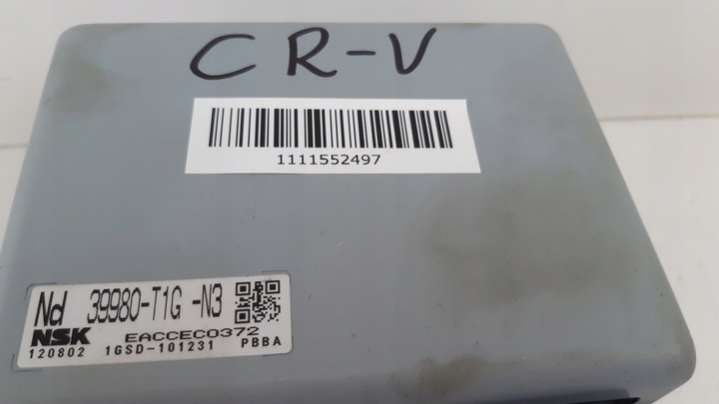 CR-V
1111552497
Nd 39980-T1G -N3
NSK EACCEC0372
120802 1GSD-101231 PBBA